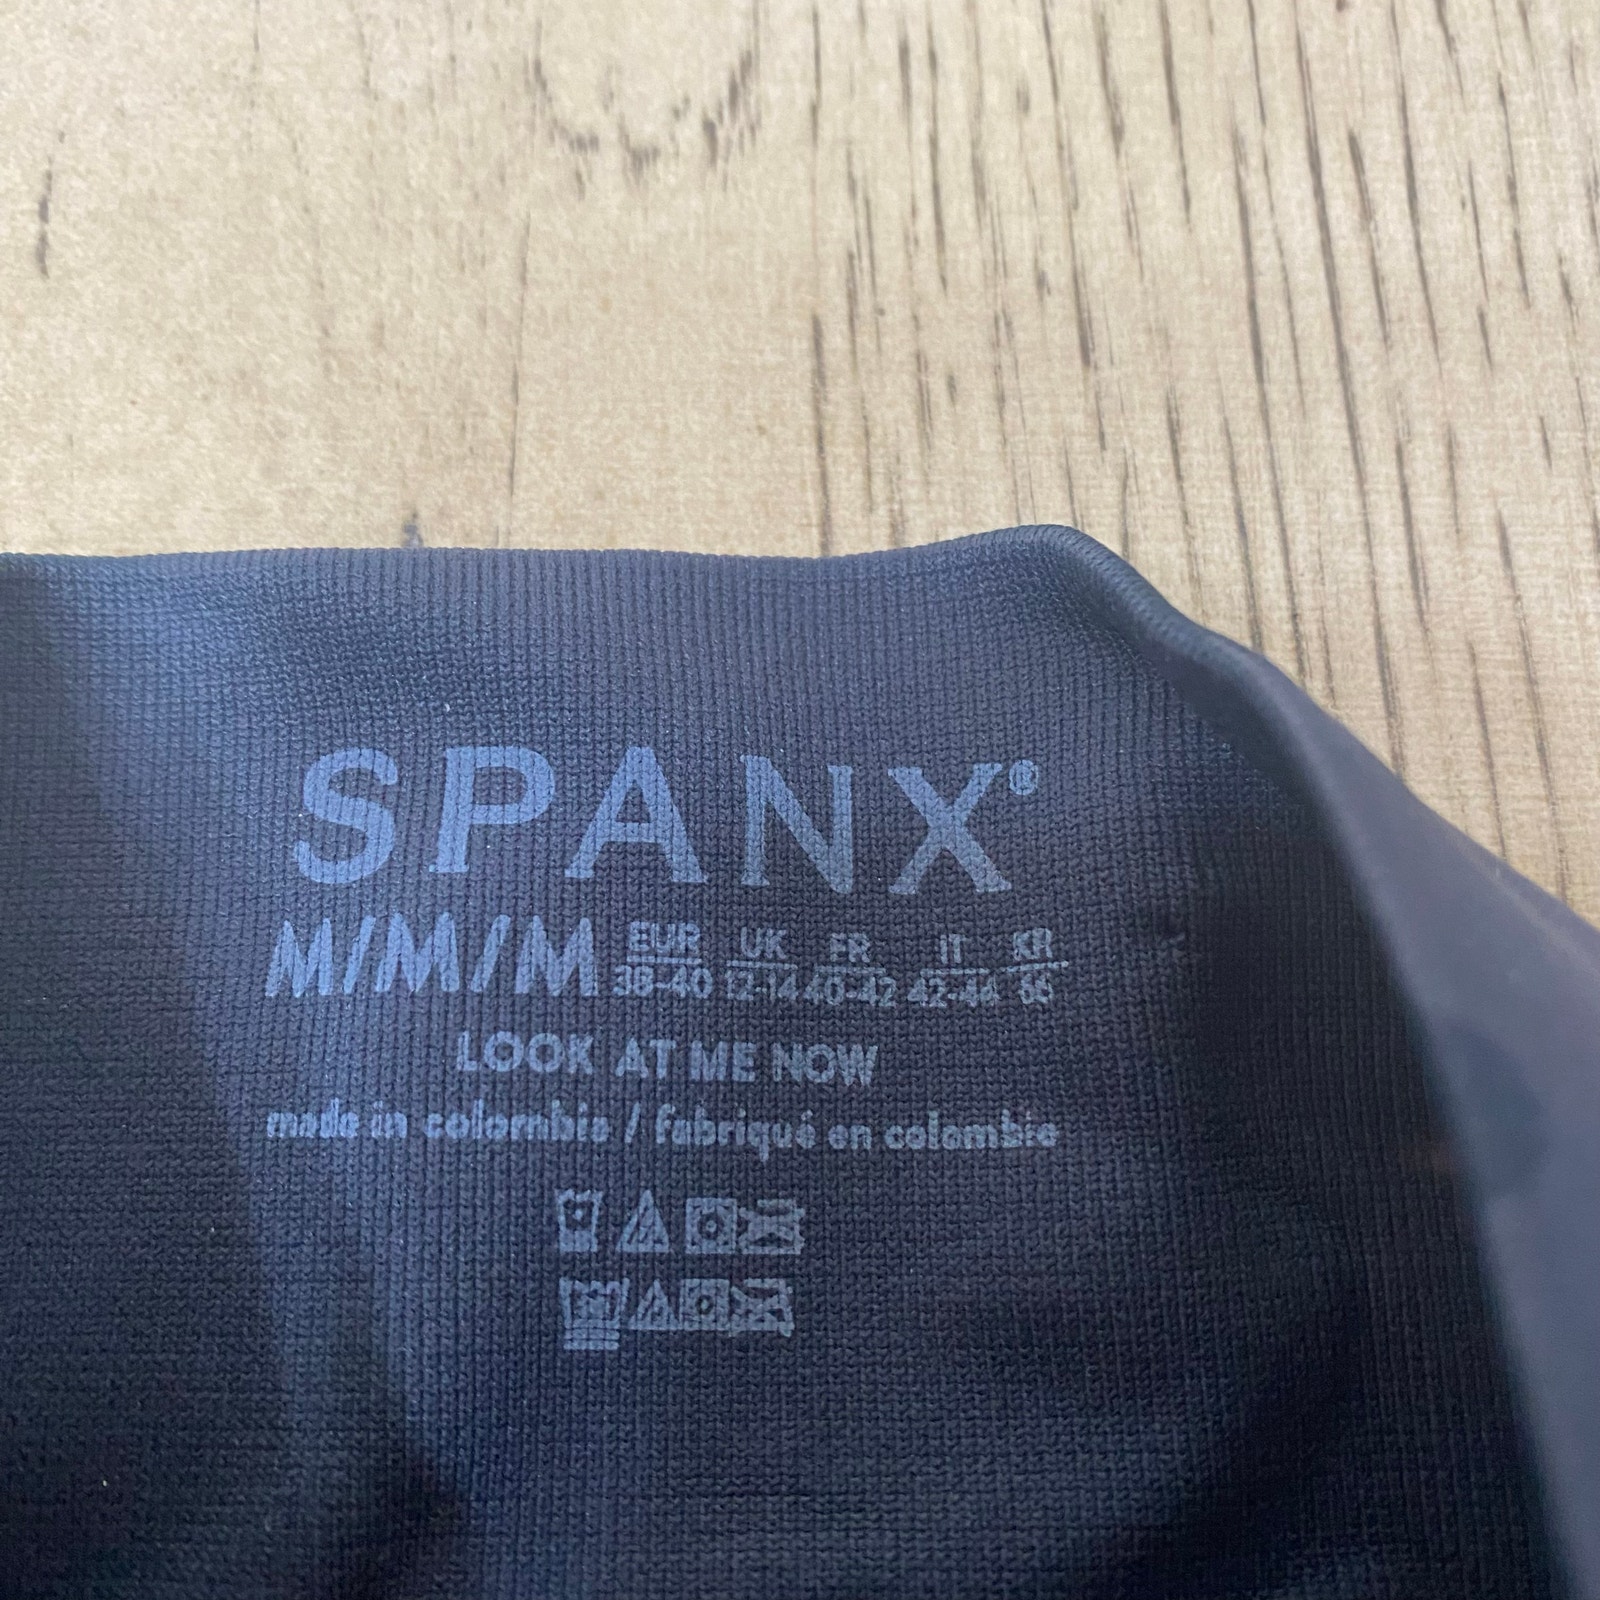 SPANX®
M/M/M EUR 38-40 UK 12-14 FR 40-42 IT 42-44 KR 66
LOOK AT ME NOW
made in colombia / fabriqué en colombie